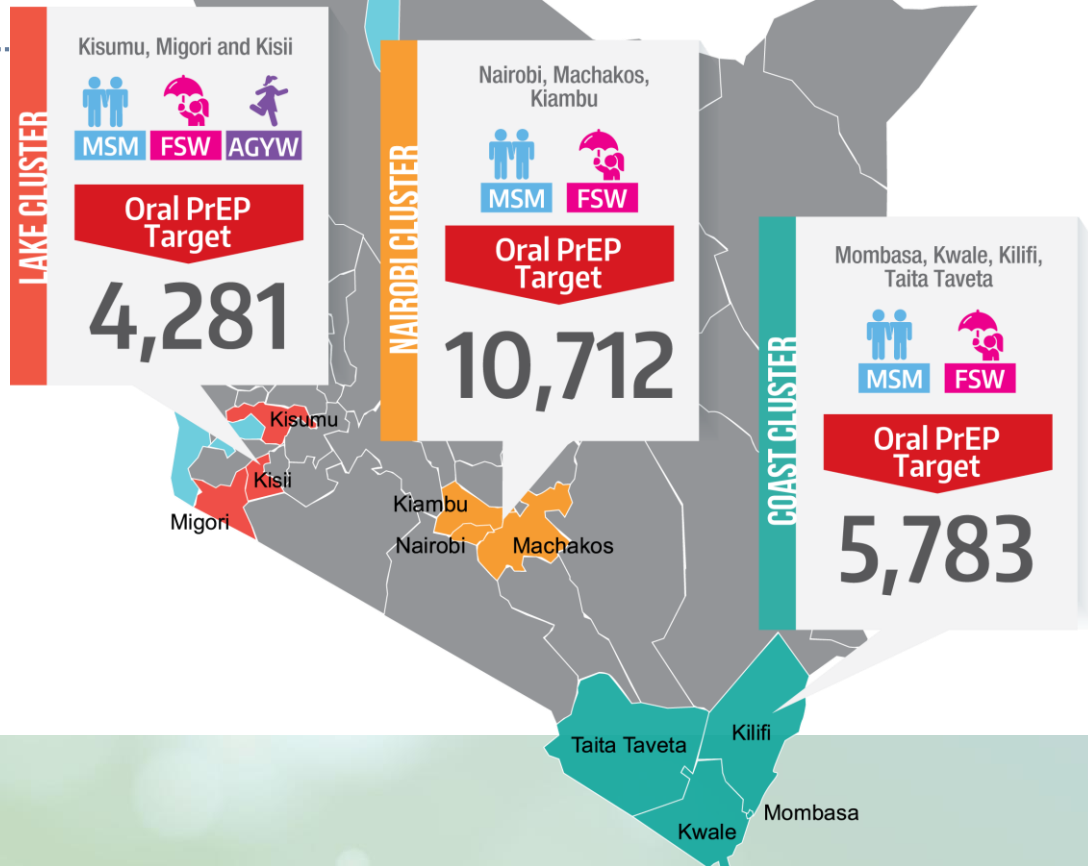 LAKE CLUSTER
Kisumu, Migori and Kisii
MSM FSW AGYW
Oral PrEP
Target
4,281
NAIROBI CLUSTER
Nairobi, Machakos,
Kiambu
MSM FSW
Oral PrEP
Target
10,712
COAST CLUSTER
Mombasa, Kwale, Kilifi,
Taita Taveta
MSM FSW
Oral PrEP
Target
5,783
Kisumu
Kisii
Migori
Kiambu
Nairobi
Machakos
Taita Taveta
Kilifi
Mombasa
Kwale